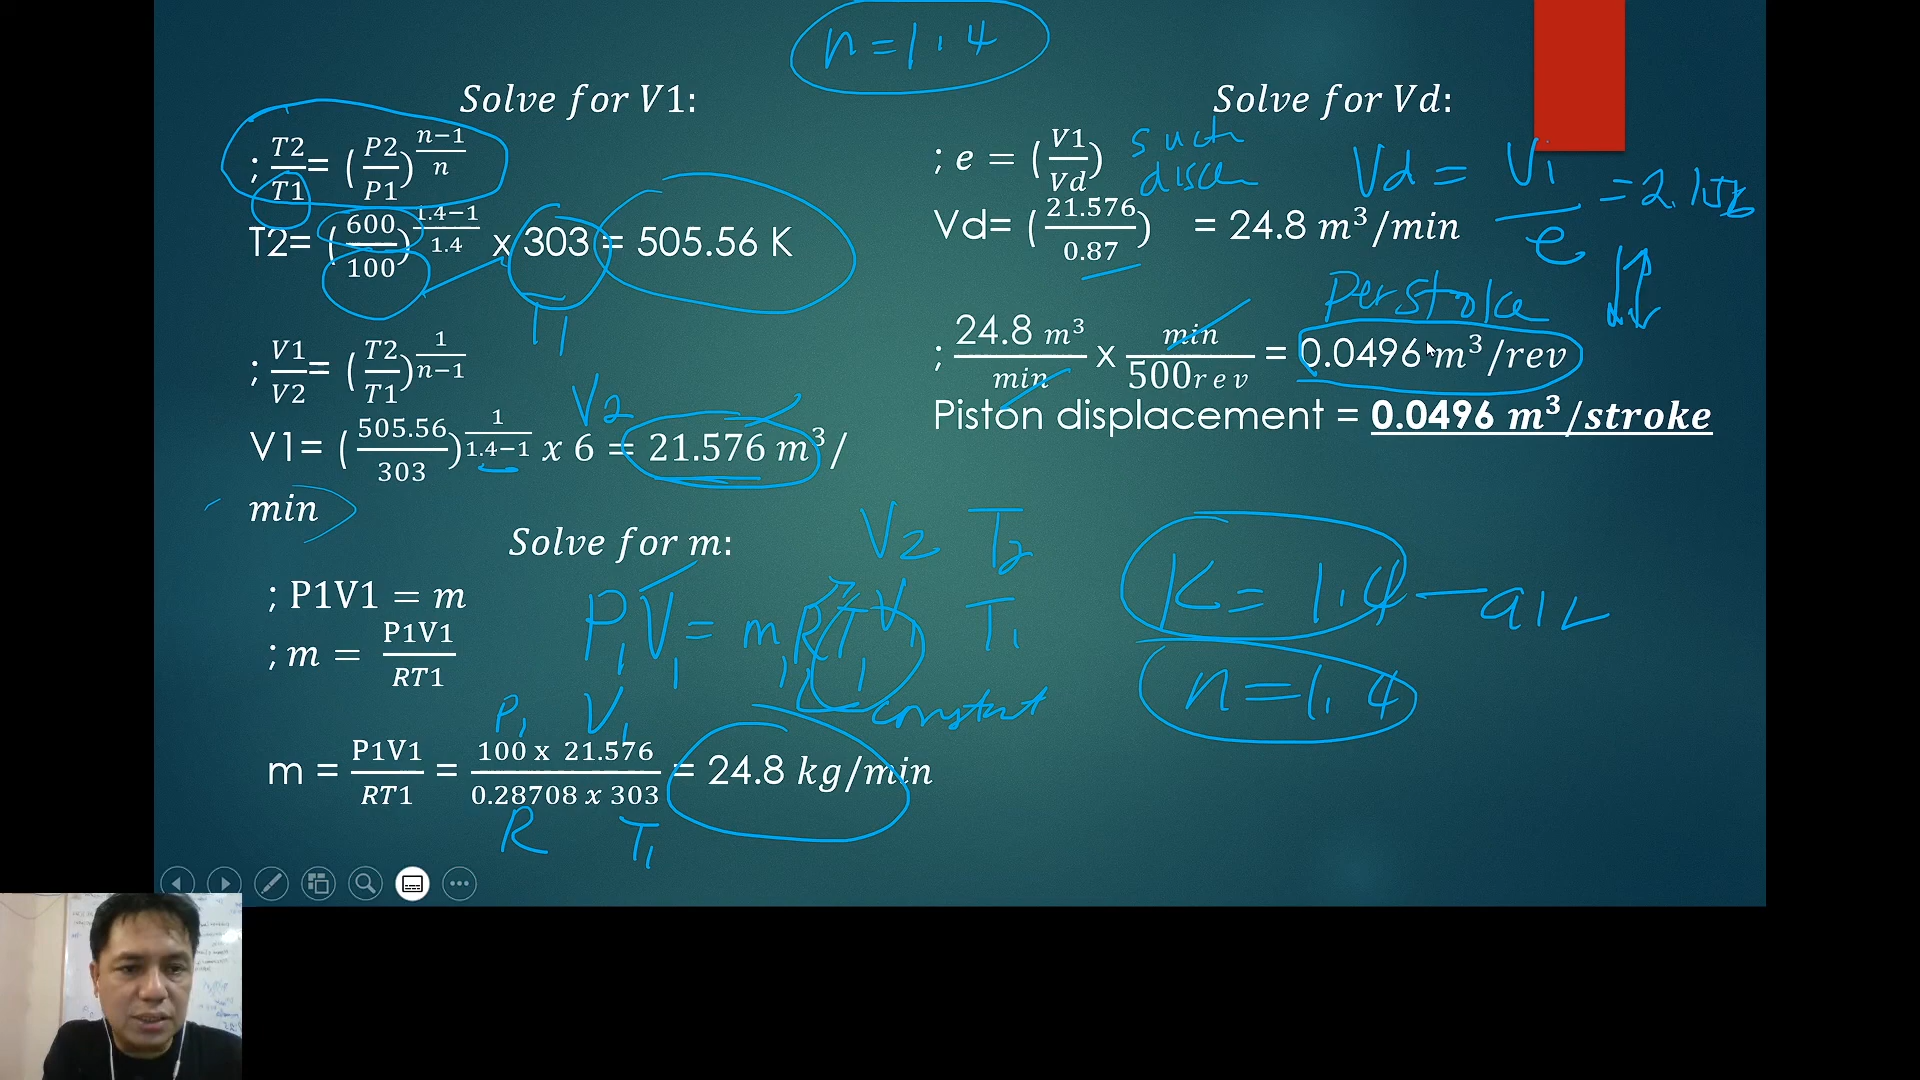 n=1.4
Solve for V1:
; T2/T1 = (P2/P1)^(n−1/n)
T2= (600/100)^(1.4−1/1.4) x 303 = 505.56 K
T1
; V1/V2 = (T2/T1)^(1/n−1)
V2
V1= (505.56/303)^(1/1.4−1) x 6 = 21.576 m³/
min
Solve for m:
; P1V1 = m
; m = P1V1/RT1
P1V1 = m1R1T1
V2 T2
V1 T1
constant
P1 V1
m = P1V1/RT1 = 100 x 21.576/0.28708 x 303 = 24.8 kg/min
R T1
Solve for Vd:
; e = (V1/Vd)
Vd = V1/e
Vd= (21.576/0.87) = 24.8 m³/min
Per stroke
; 24.8 m³/min x min/500rev = 0.0496 m³/rev
Piston displacement = 0.0496 m³/stroke
K=1.4 — air
n=1.4